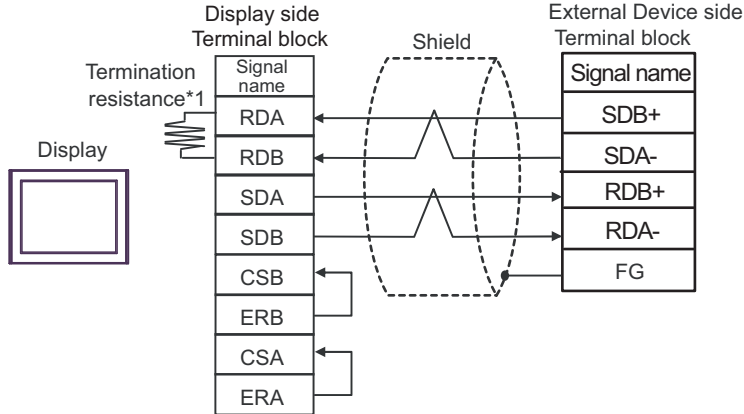 Display side
Terminal block
External Device side
Terminal block
Shield
Termination
resistance*1
Display
Signal
name
RDA
RDB
SDA
SDB
CSB
ERB
CSA
ERA
Signal name
SDB+
SDA-
RDB+
RDA-
FG